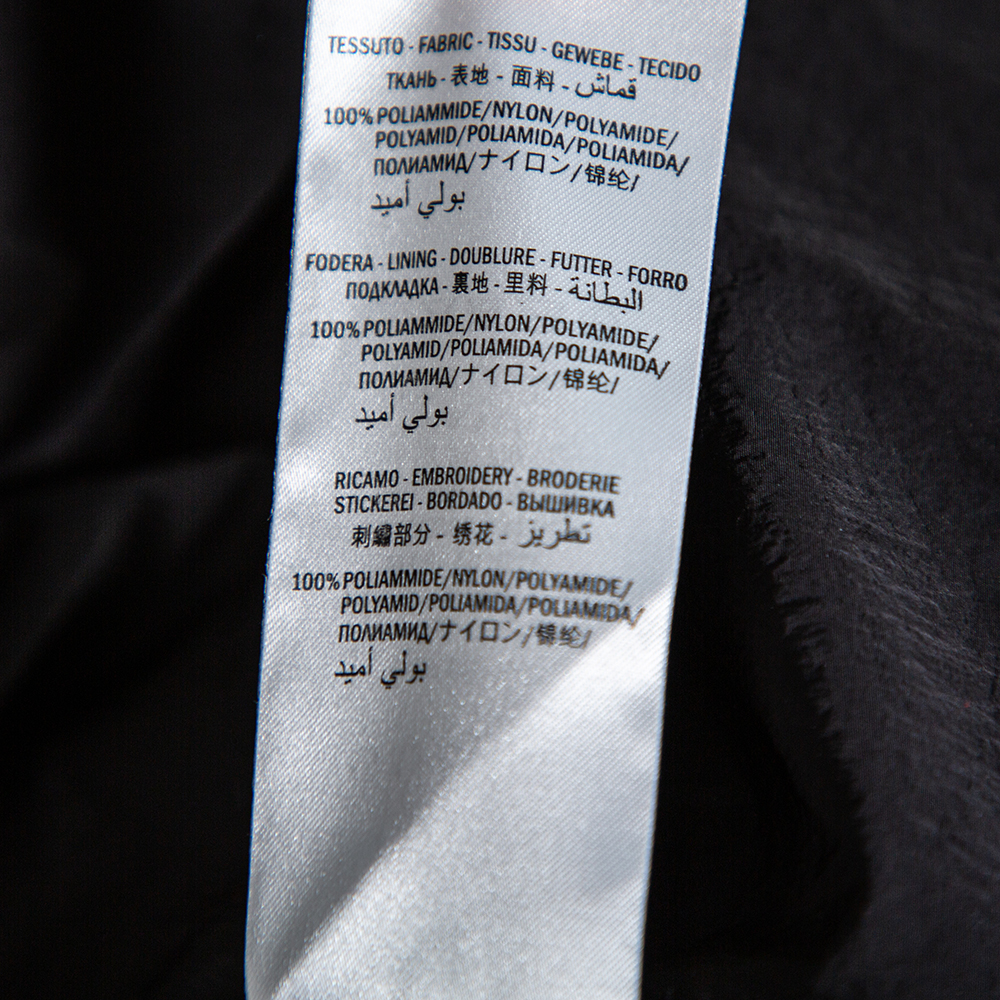 TESSUTO - FABRIC - TISSU - GEWEBE - TECIDO
ТКАНЬ - 表地 - 面料 - قماش
100% POLIAMMIDE/NYLON/POLYAMIDE/
POLYAMID/POLIAMIDA/POLIAMIDA/
ПОЛИАМИД/ナイロン/锦纶/
بولي أميد
FODERA - LINING - DOUBLURE - FUTTER - FORRO
ПОДКЛАДКА - 裏地 - 里料 - البطانة
100% POLIAMMIDE/NYLON/POLYAMIDE/
POLYAMID/POLIAMIDA/POLIAMIDA/
ПОЛИАМИД/ナイロン/锦纶/
بولي أميد
RICAMO - EMBROIDERY - BRODERIE
STICKEREI - BORDADO - ВЫШИВКА
刺繍部分 - 绣花 - تطريز
100% POLIAMMIDE/NYLON/POLYAMIDE/
POLYAMID/POLIAMIDA/POLIAMIDA/
ПОЛИАМИД/ナイロン/锦纶/
بولي أميد